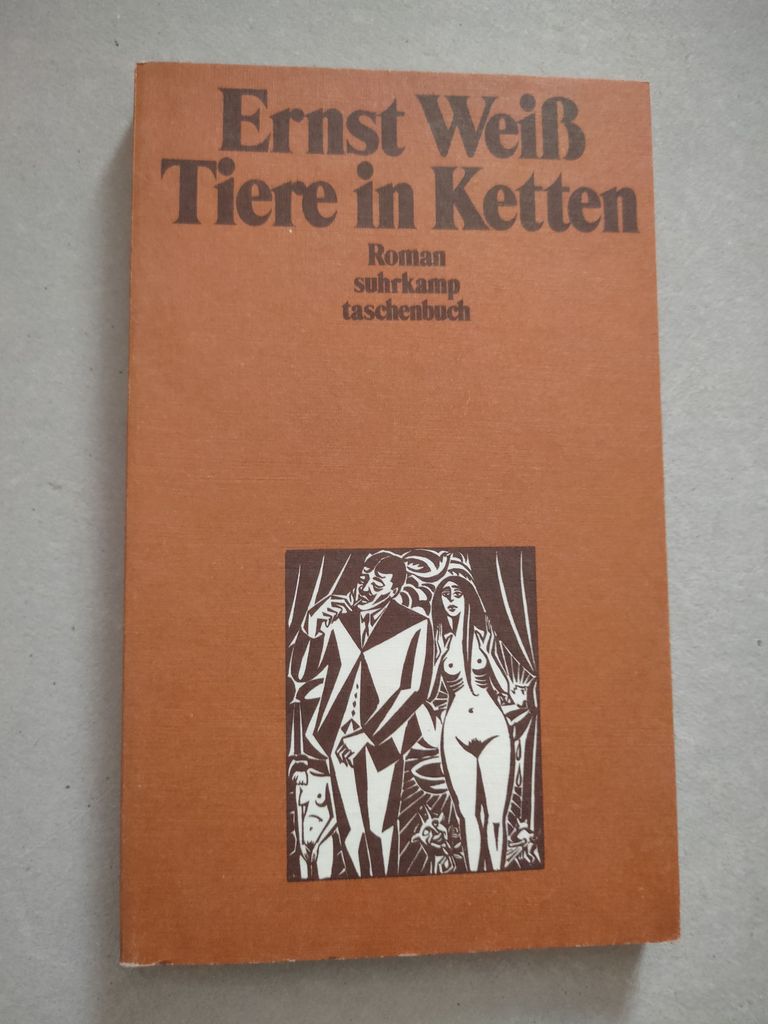 Ernst Weiß
Tiere in Ketten
Roman
suhrkamp
taschenbuch